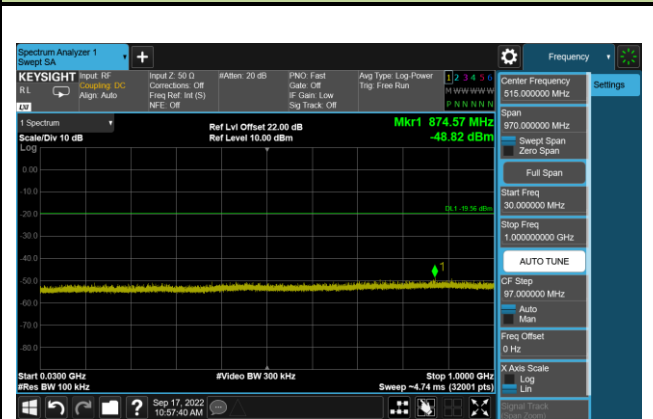 Spectrum Analyzer 1
Swept SA
Frequency
KEYSIGHT
RL
LXI
Input: RF
Coupling: DC
Align: Auto
Input Z: 50 Ω
Corrections: Off
Freq Ref: Int (S)
NFE: Off
#Atten: 20 dB
PNO: Fast
Gate: Off
IF Gain: Low
Sig Track: Off
Avg Type: Log-Power
Trig: Free Run
1 2 3 4 5 6
M W W W W W
P N N N N N
1 Spectrum
Scale/Div 10 dB
Log
Ref Lvl Offset 22.00 dB
Ref Level 10.00 dBm
Mkr1 874.57 MHz
-48.82 dBm
0.00
-10.0
-20.0
-30.0
-40.0
-50.0
-60.0
-70.0
-80.0
DL1 -19.56 dBm
1
Start 0.0300 GHz
#Res BW 100 kHz
#Video BW 300 kHz
Stop 1.0000 GHz
Sweep ~4.74 ms (32001 pts)
Center Frequency
515.000000 MHz
Settings
Span
970.000000 MHz
Swept Span
Zero Span
Full Span
Start Freq
30.000000 MHz
Stop Freq
1.000000000 GHz
AUTO TUNE
CF Step
97.000000 MHz
Auto
Man
Freq Offset
0 Hz
X Axis Scale
Log
Lin
Signal Track
(Span Zoom)
?
Sep 17, 2022
10:57:40 AM